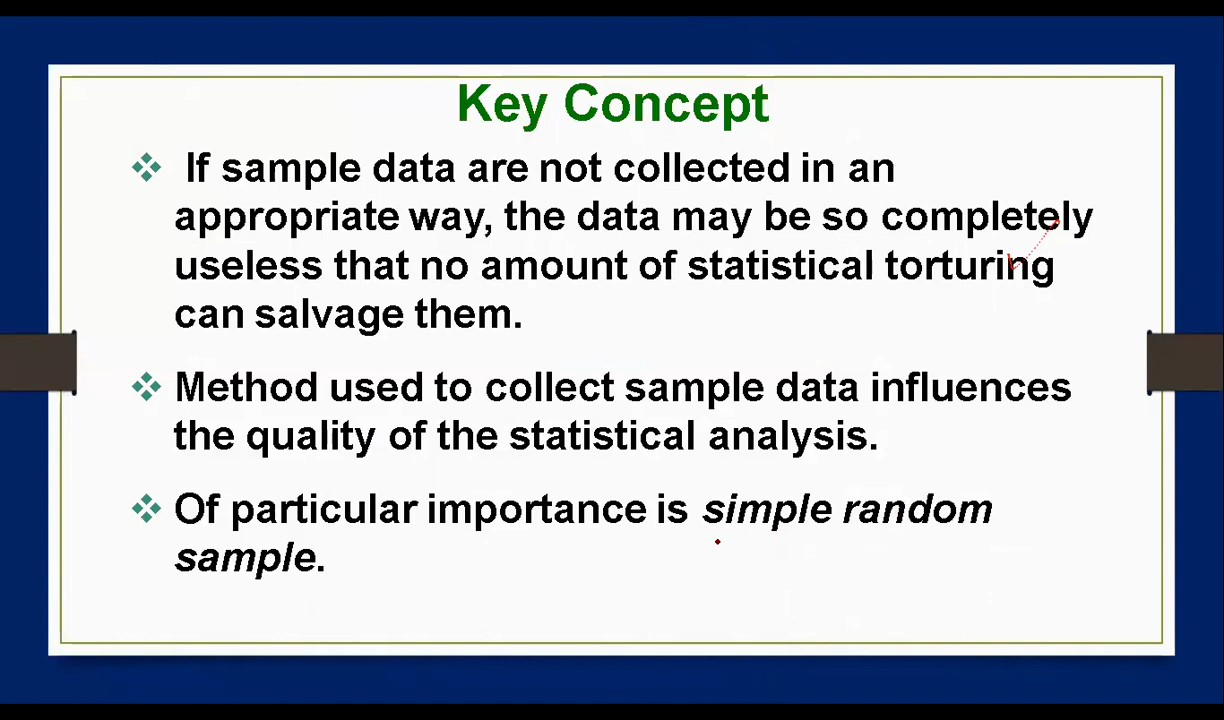 Key Concept
If sample data are not collected in an
appropriate way, the data may be so completely
useless that no amount of statistical torturing
can salvage them.
Method used to collect sample data influences
the quality of the statistical analysis.
Of particular importance is simple random
sample.